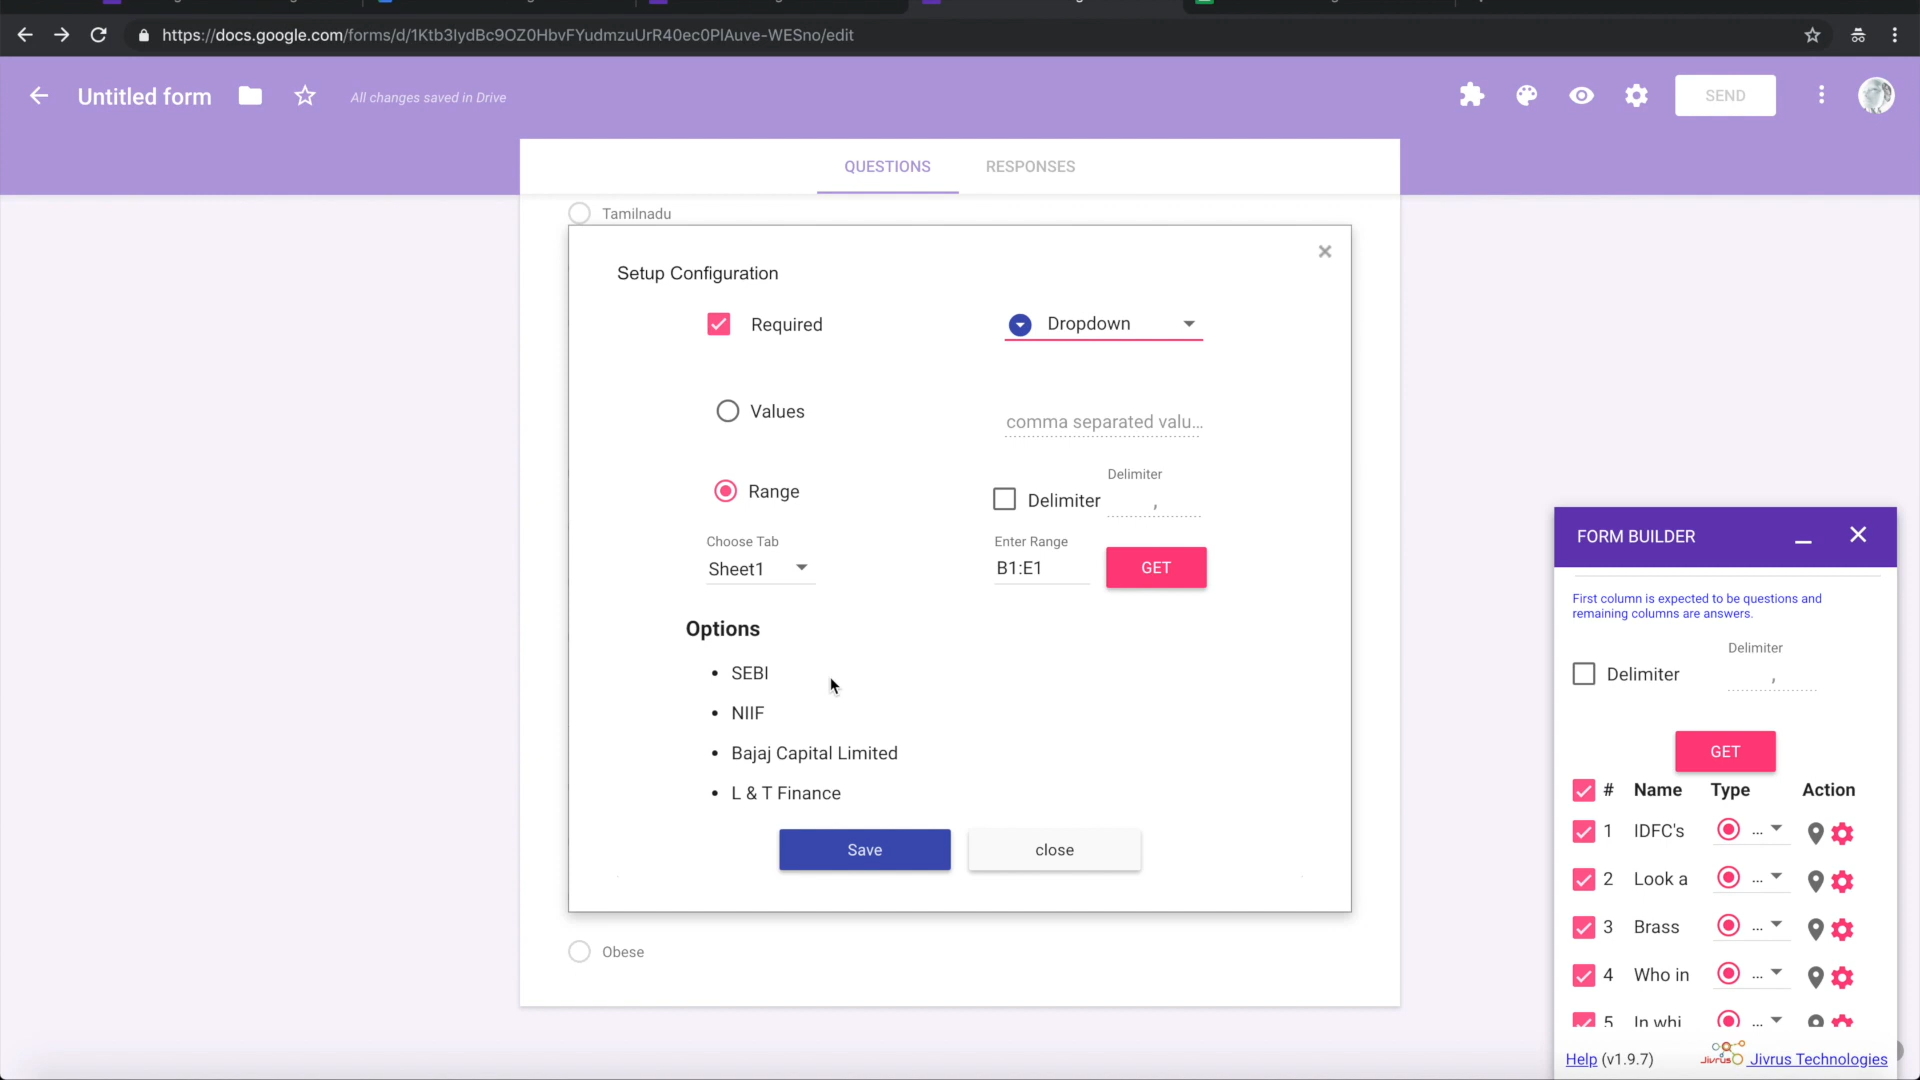 https://docs.google.com/forms/d/1Ktb3IydBc9OZ0HbvFYudmzuUrR40ec0PlAuve-WESno/edit
Untitled form
All changes saved in Drive
SEND
QUESTIONS
RESPONSES
Tamilnadu
Setup Configuration
Required
Dropdown
Values
comma separated valu...
Range
Delimiter
Delimiter
,
Choose Tab
Sheet1
Enter Range
B1:E1
GET
Options
• SEBI
• NIIF
• Bajaj Capital Limited
• L & T Finance
Save
close
Obese
FORM BUILDER
First column is expected to be questions and
remaining columns are answers.
Delimiter
Delimiter
,
GET
# Name Type Action
1 IDFC's ...
2 Look a ...
3 Brass ...
4 Who in ...
5 In whi ...
Help (v1.9.7)
Jivrus
Jivrus Technologies